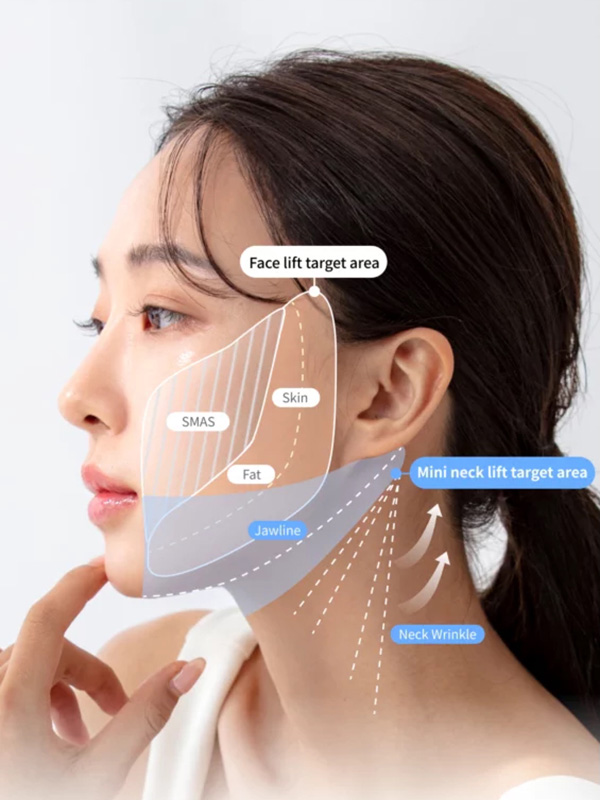 Face lift target area
Skin
SMAS
Fat
Mini neck lift target area
Jawline
Neck Wrinkle